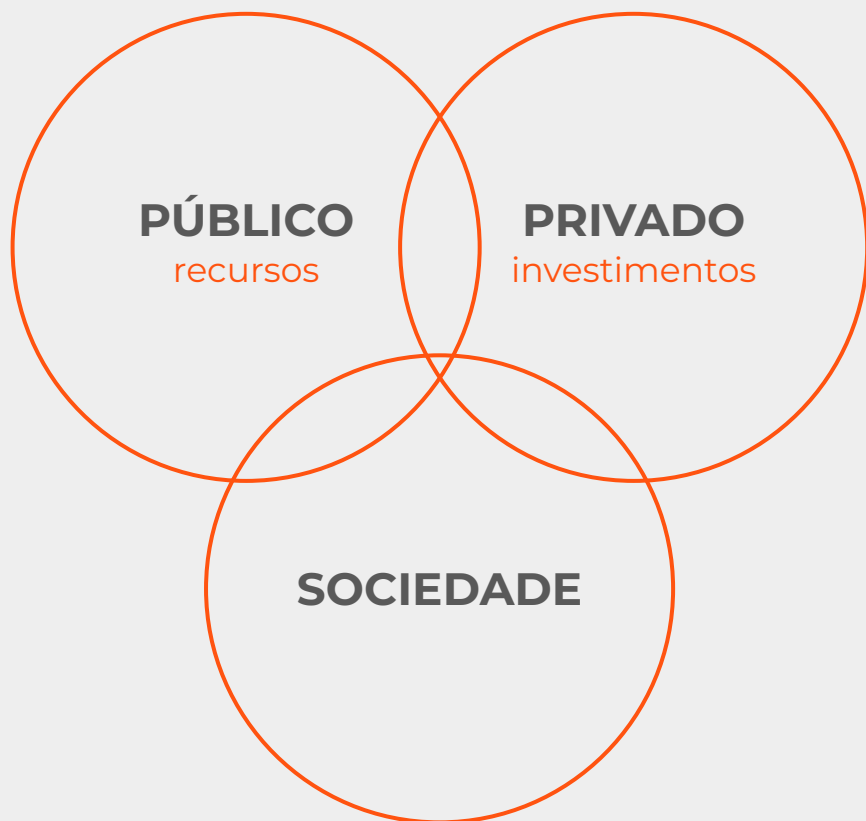 PÚBLICO
recursos
PRIVADO
investimentos
SOCIEDADE